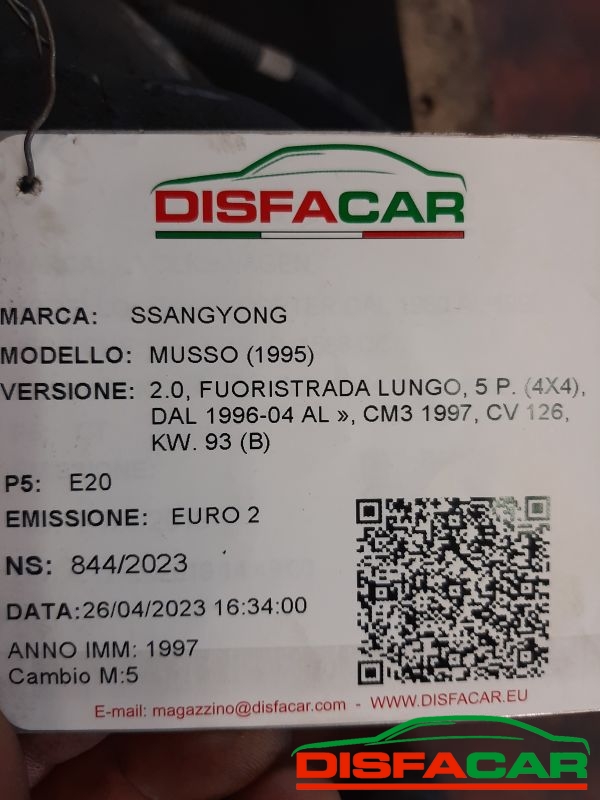 DISFACAR
MARCA: SSANGYONG
MODELLO: MUSSO (1995)
VERSIONE: 2.0, FUORISTRADA LUNGO, 5 P. (4X4),
DAL 1996-04 AL », CM3 1997, CV 126,
KW. 93 (B)
P5: E20
EMISSIONE: EURO 2
NS: 844/2023
DATA:26/04/2023 16:34:00
ANNO IMM: 1997
Cambio M:5
E-mail: magazzino@disfacar.com - WWW.DISFACAR.EU
DISFACAR